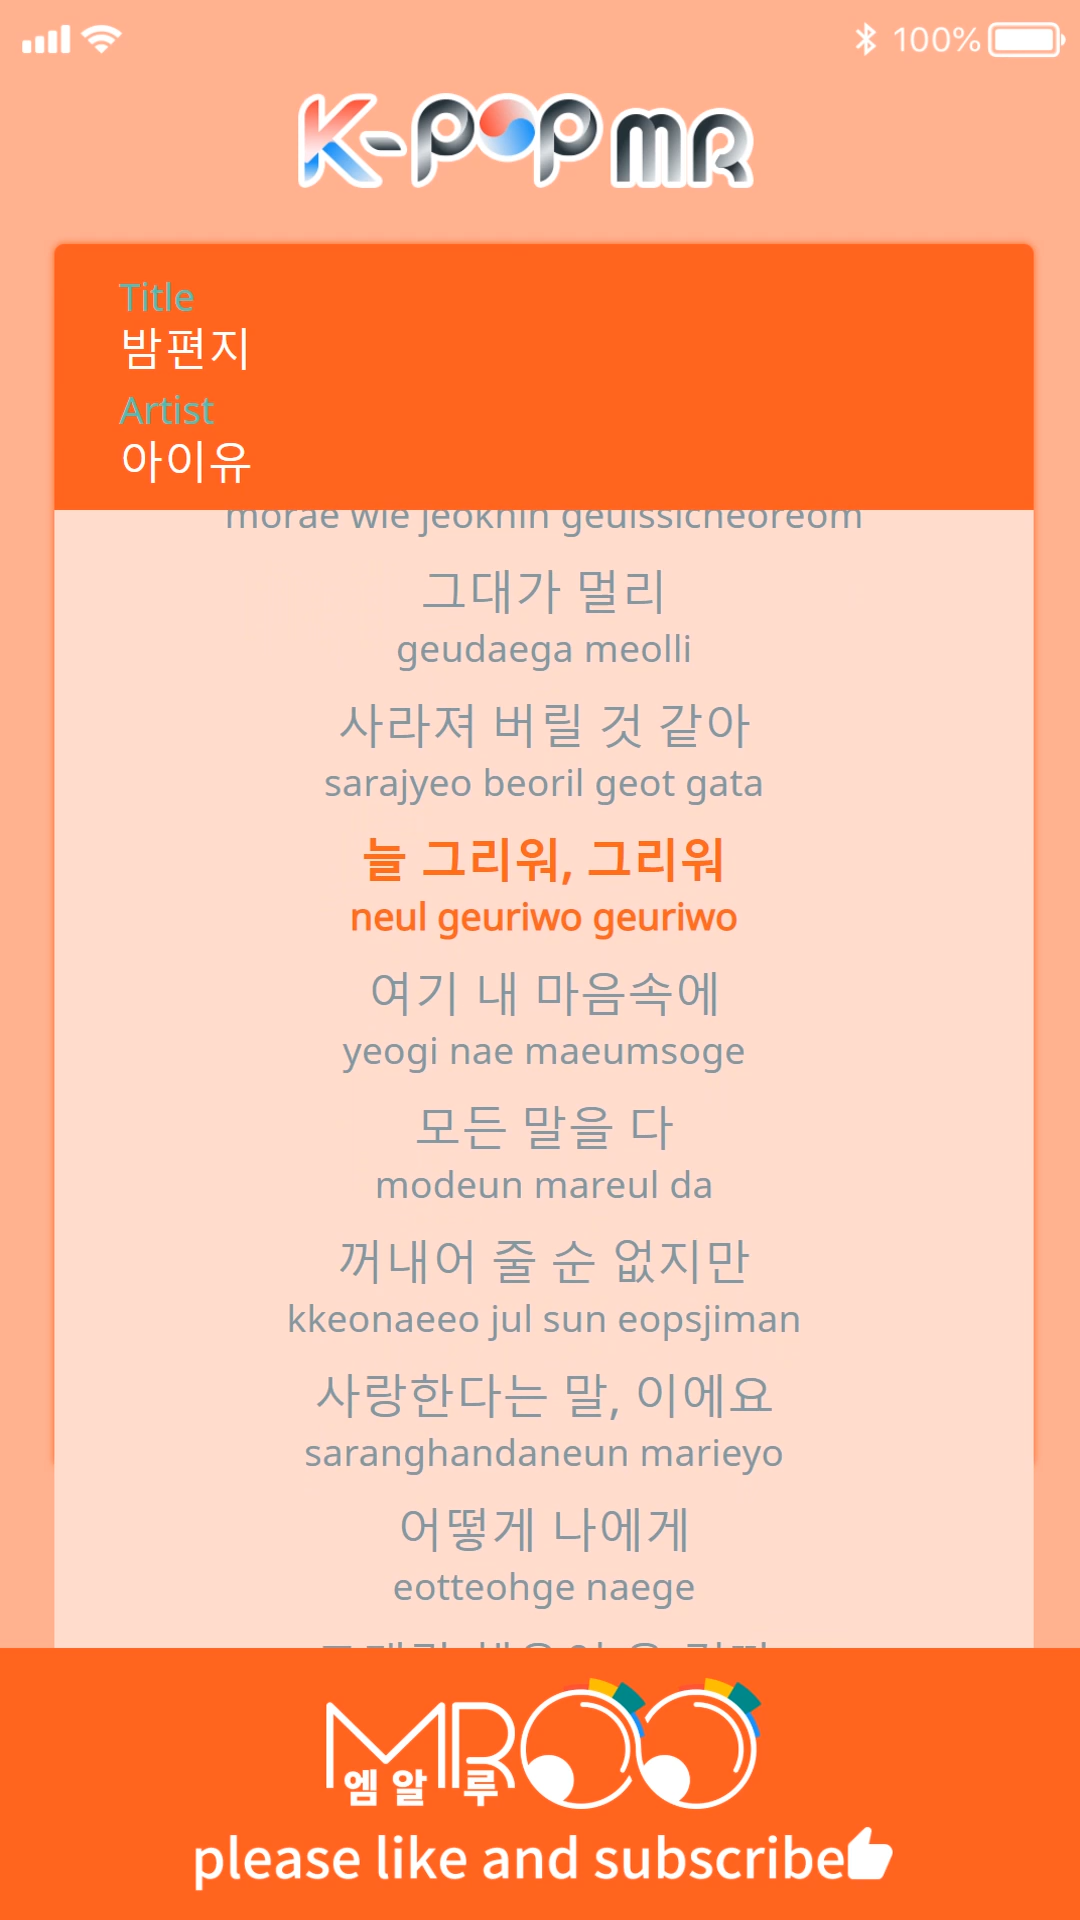 100%
K-POP MR
Title
밤편지
Artist
아이유
morae wie jeokhin geulssicheoreom
그대가 멀리
geudaega meolli
사라져 버릴 것 같아
sarajyeo beoril geot gata
늘 그리워, 그리워
neul geuriwo geuriwo
여기 내 마음속에
yeogi nae maeumsoge
모든 말을 다
modeun mareul da
꺼내어 줄 순 없지만
kkeonaeeo jul sun eopsjiman
사랑한다는 말, 이에요
saranghandaneun marieyo
어떻게 나에게
eotteohge naege
MROO
엠알루
please like and subscribe